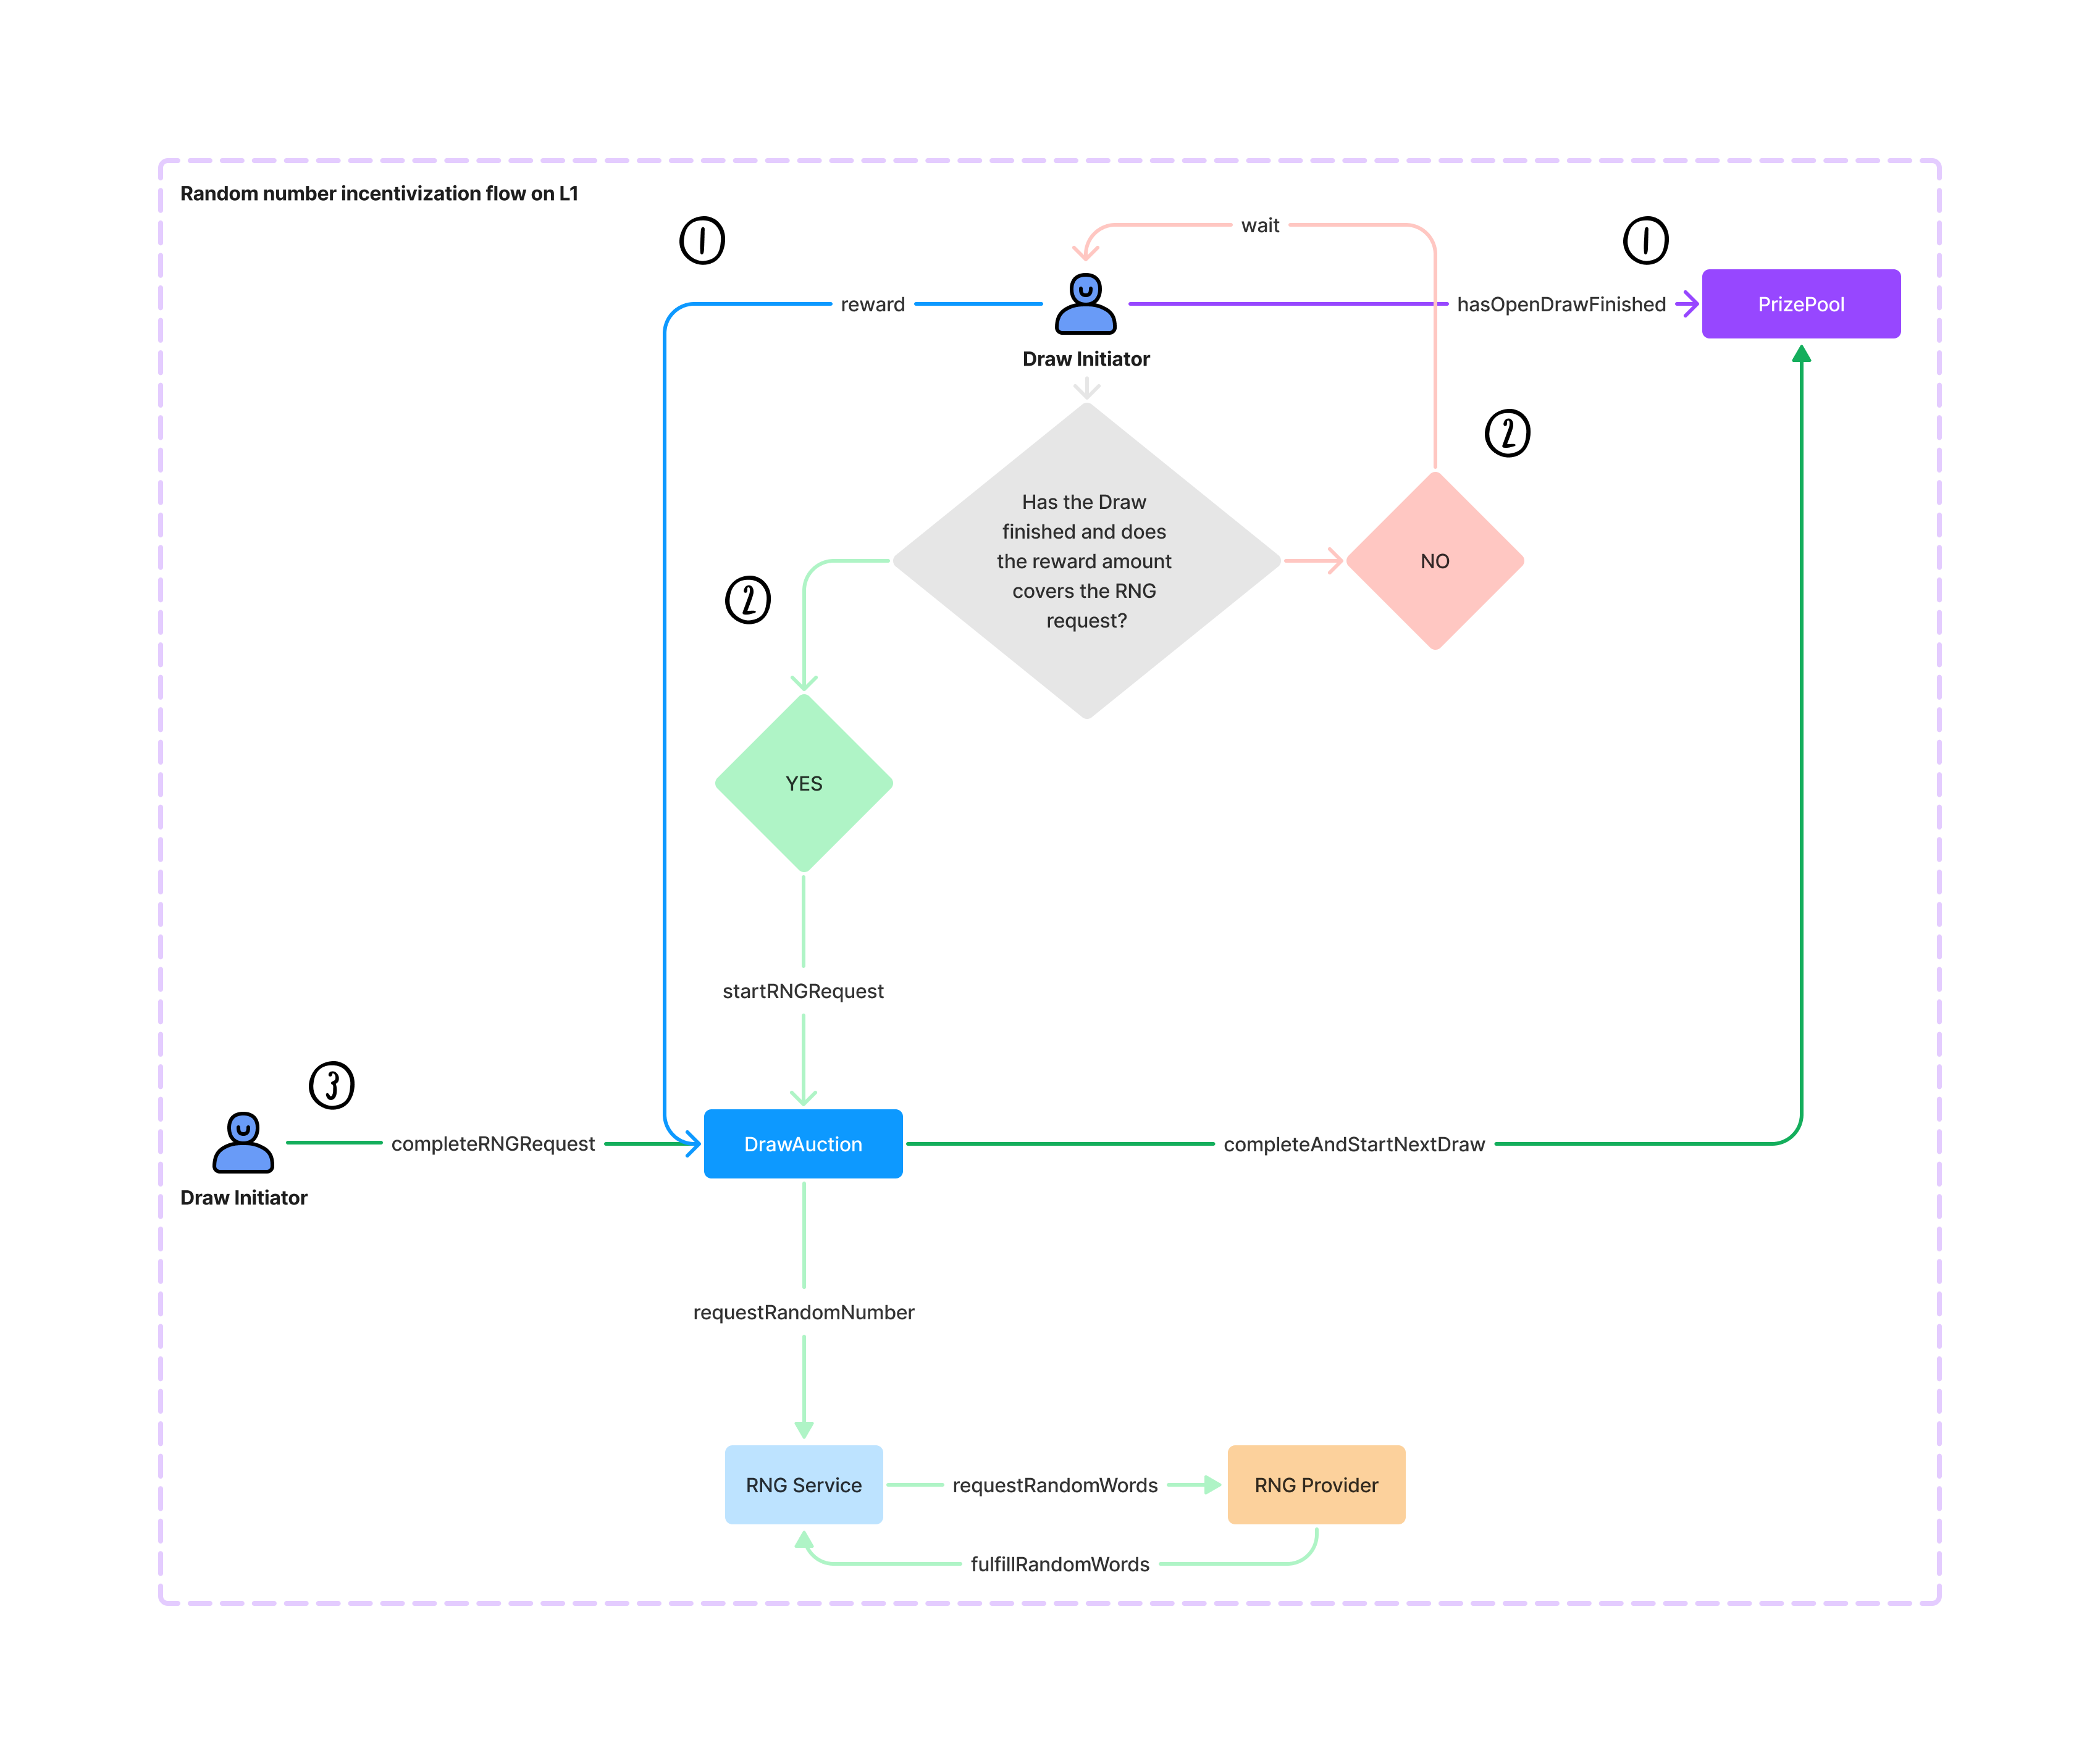 Random number incentivization flow on L1
1
wait
1
reward
hasOpenDrawFinished
PrizePool
Draw Initiator
2
Has the Draw
finished and does
the reward amount
covers the RNG
request?
NO
2
YES
startRNGRequest
3
completeRNGRequest
DrawAuction
completeAndStartNextDraw
Draw Initiator
requestRandomNumber
RNG Service
requestRandomWords
RNG Provider
fulfillRandomWords